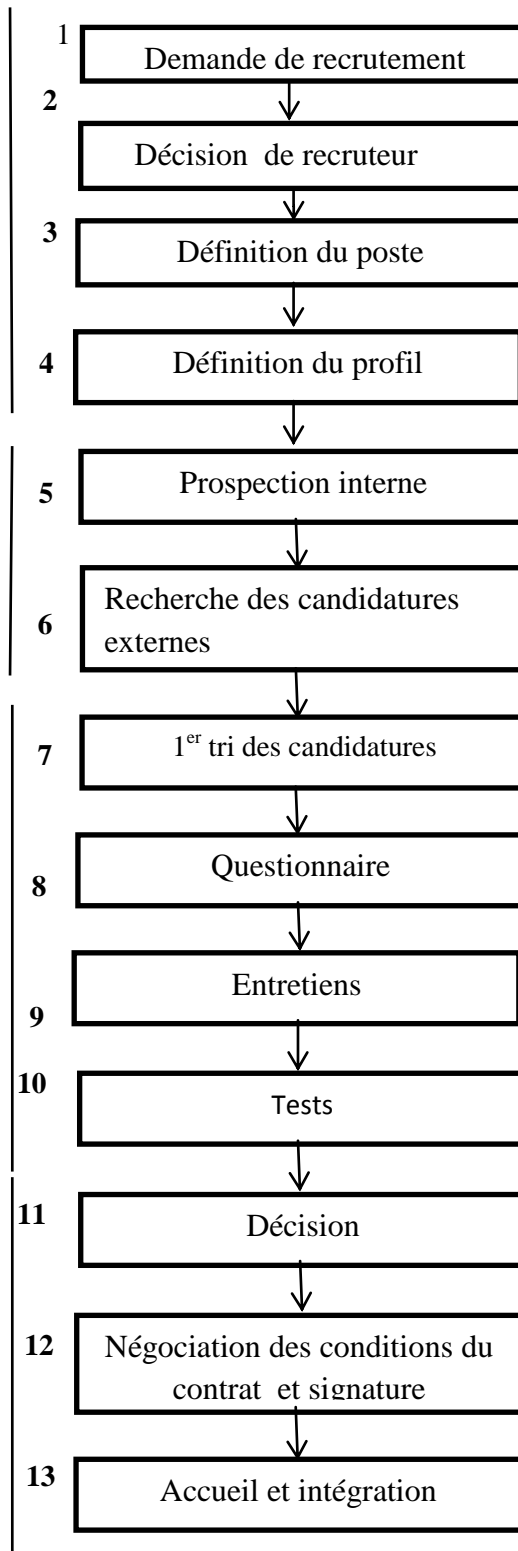 1
Demande de recrutement
2
Décision de recruteur
3
Définition du poste
4
Définition du profil
5
Prospection interne
6
Recherche des candidatures
externes
7
1er tri des candidatures
8
Questionnaire
9
Entretiens
10
Tests
11
Décision
12
Négociation des conditions du
contrat et signature
13
Accueil et intégration